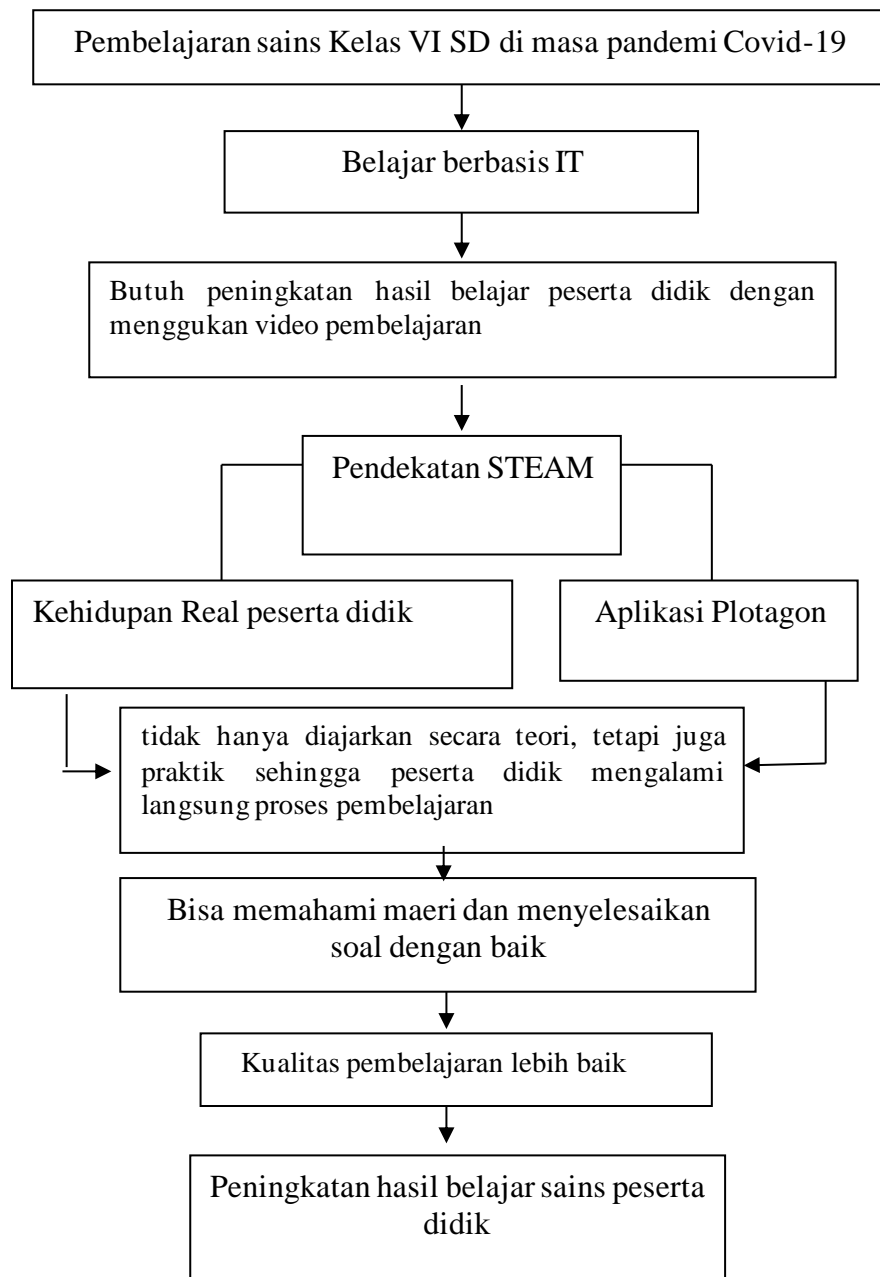 Pembelajaran sains Kelas VI SD di masa pandemi Covid-19
Belajar berbasis IT
Butuh peningkatan hasil belajar peserta didik dengan
menggukan video pembelajaran
Pendekatan STEAM
Kehidupan Real peserta didik
Aplikasi Plotagon
tidak hanya diajarkan secara teori, tetapi juga
praktik sehingga peserta didik mengalami
langsung proses pembelajaran
Bisa memahami maeri dan menyelesaikan
soal dengan baik
Kualitas pembelajaran lebih baik
Peningkatan hasil belajar sains peserta
didik